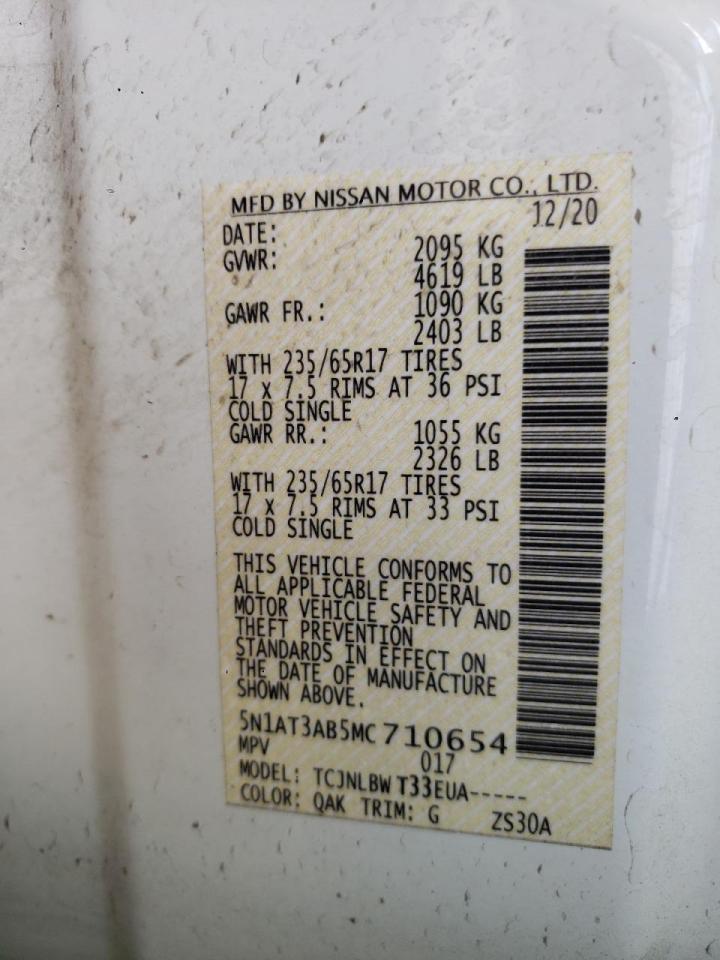 MFD BY NISSAN MOTOR CO., LTD.
DATE: 12/20
GVWR: 2095 KG
4619 LB
GAWR FR.: 1090 KG
2403 LB
WITH 235/65R17 TIRES
17 x 7.5 RIMS AT 36 PSI
COLD SINGLE
GAWR RR.: 1055 KG
2326 LB
WITH 235/65R17 TIRES
17 x 7.5 RIMS AT 33 PSI
COLD SINGLE
THIS VEHICLE CONFORMS TO
ALL APPLICABLE FEDERAL
MOTOR VEHICLE SAFETY AND
THEFT PREVENTION
STANDARDS IN EFFECT ON
THE DATE OF MANUFACTURE
SHOWN ABOVE.
5N1AT3AB5MC710654
MPV 017
MODEL: TCJNLBW T33EUA-----
COLOR: QAK TRIM: G ZS30A